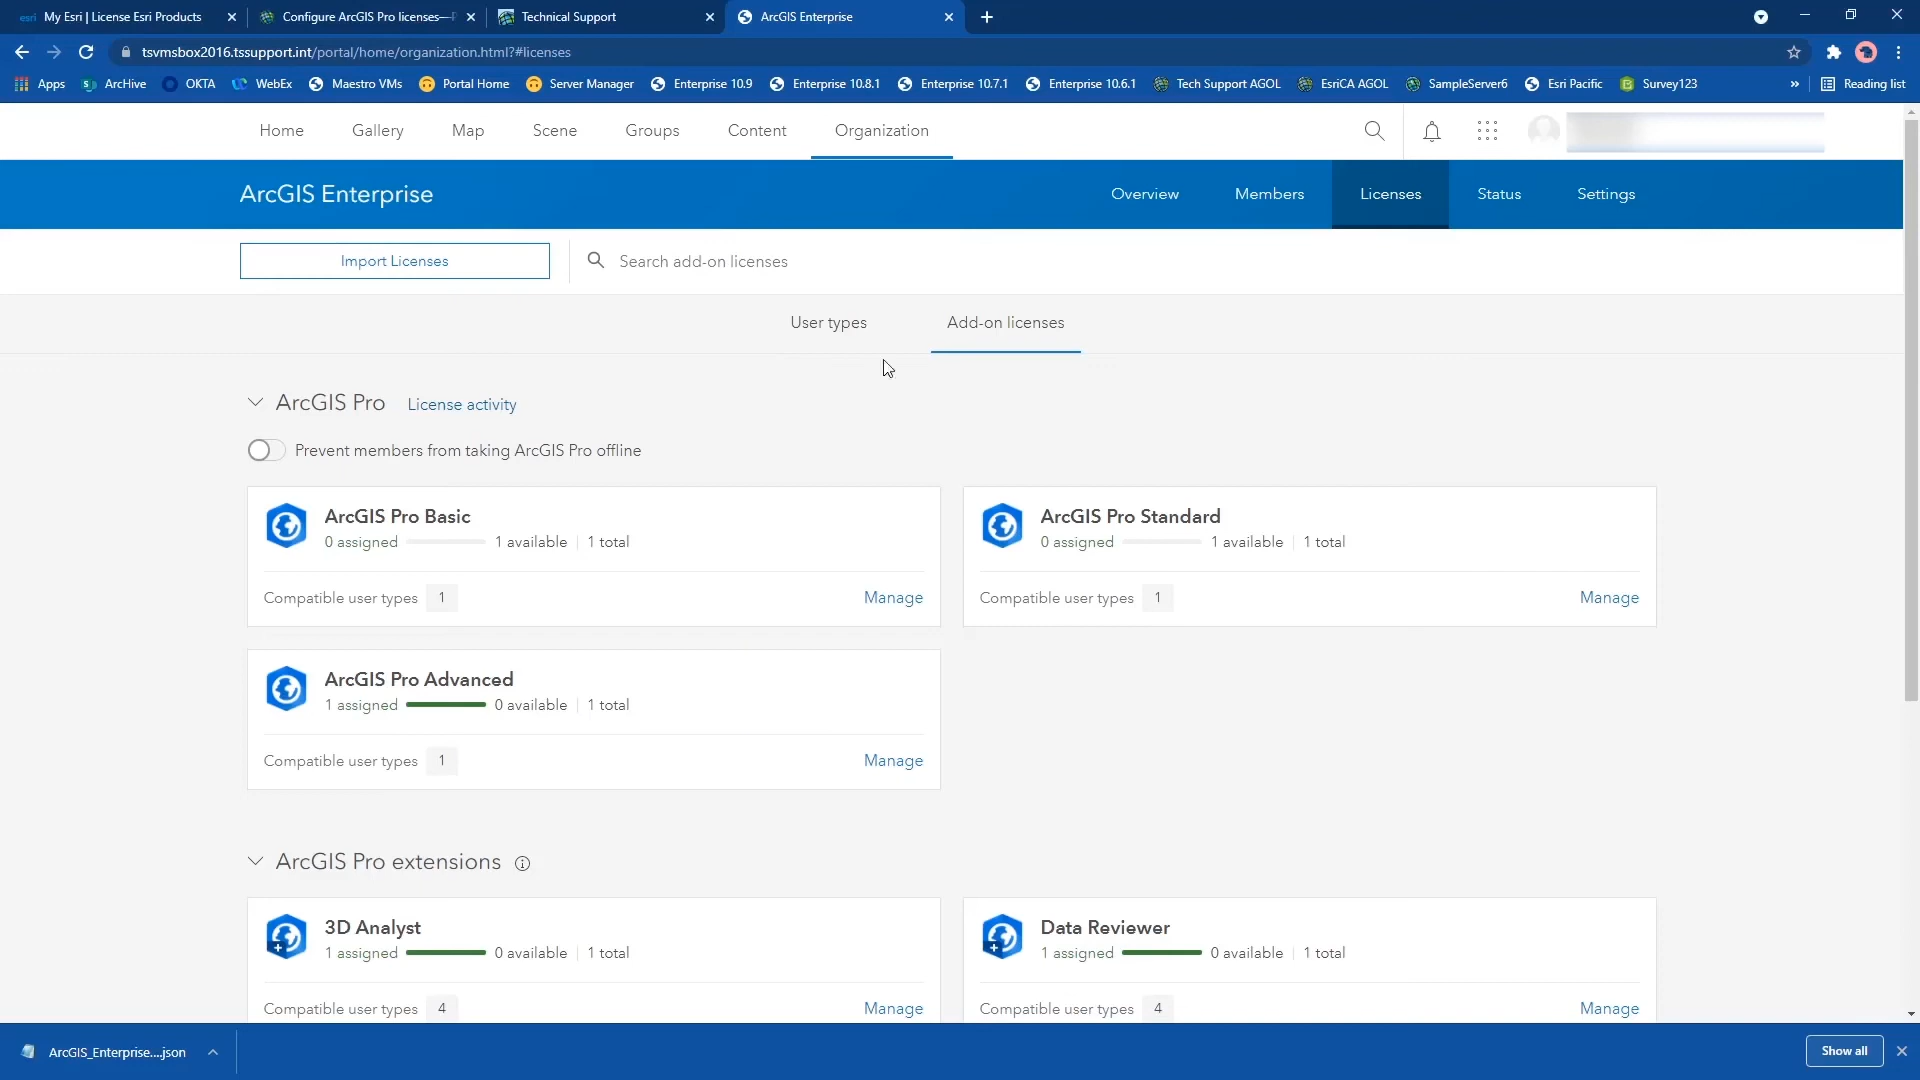 esri My Esri | License Esri Products
Configure ArcGIS Pro licenses—P
Technical Support
ArcGIS Enterprise
tsvmsbox2016.tssupport.int/portal/home/organization.html?#licenses
Apps ArcHive OKTA WebEx Maestro VMs Portal Home Server Manager Enterprise 10.9 Enterprise 10.8.1 Enterprise 10.7.1 Enterprise 10.6.1 Tech Support AGOL EsriCA AGOL SampleServer6 Esri Pacific Survey123 » Reading list
Home Gallery Map Scene Groups Content Organization
ArcGIS Enterprise Overview Members Licenses Status Settings
Import Licenses Search add-on licenses
User types Add-on licenses
ArcGIS Pro License activity
Prevent members from taking ArcGIS Pro offline
ArcGIS Pro Basic
0 assigned 1 available 1 total
Compatible user types 1 Manage
ArcGIS Pro Standard
0 assigned 1 available 1 total
Compatible user types 1 Manage
ArcGIS Pro Advanced
1 assigned 0 available 1 total
Compatible user types 1 Manage
ArcGIS Pro extensions
3D Analyst
1 assigned 0 available 1 total
Compatible user types 4 Manage
Data Reviewer
1 assigned 0 available 1 total
Compatible user types 4 Manage
ArcGIS_Enterprise....json Show all